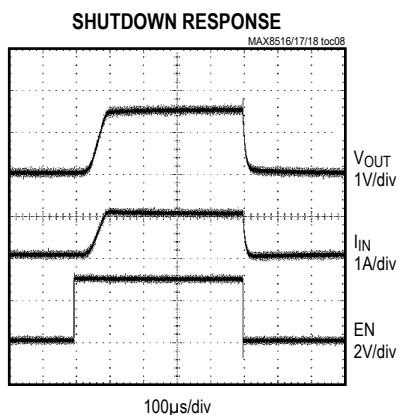 SHUTDOWN RESPONSE
MAX8516/17/18 toc08
VOUT
1V/div
IIN
1A/div
EN
2V/div
100µs/div